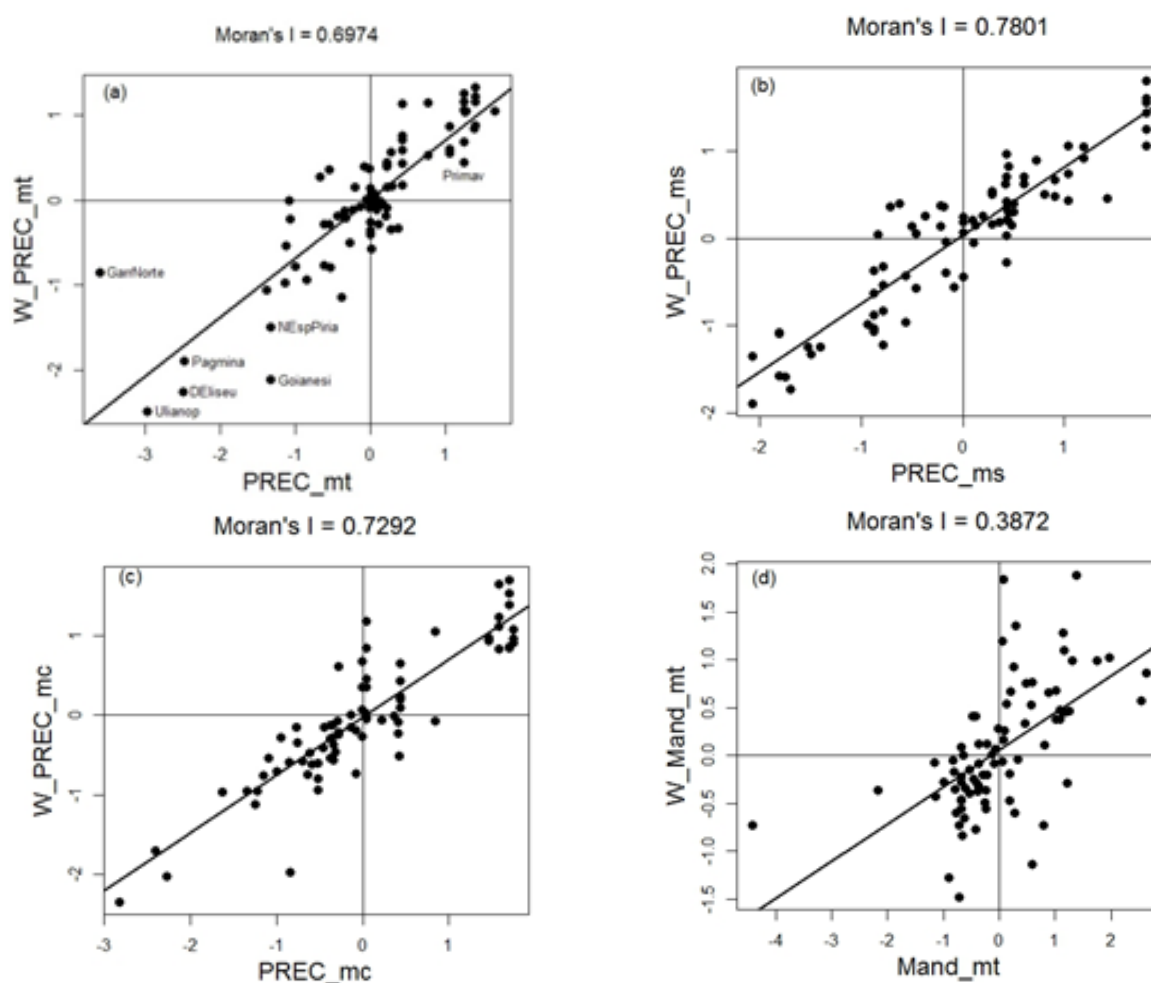 Moran's I = 0.6974
(a)
W_PREC_mt
1
0
-1
-2
Primav
GarrNorte
NEspPiria
Pagmina
Goianesi
DEliseu
Ulianop
-3 -2 -1 0 1
PREC_mt
Moran's I = 0.7801
(b)
W_PREC_ms
1
0
-1
-2
-2 -1 0 1
PREC_ms
Moran's I = 0.7292
(c)
W_PREC_mc
1
0
-1
-2
-3 -2 -1 0 1
PREC_mc
Moran's I = 0.3872
(d)
W_Mand_mt
2.0
1.5
1.0
0.5
0.0
-0.5
-1.0
-1.5
-4 -3 -2 -1 0 1 2
Mand_mt